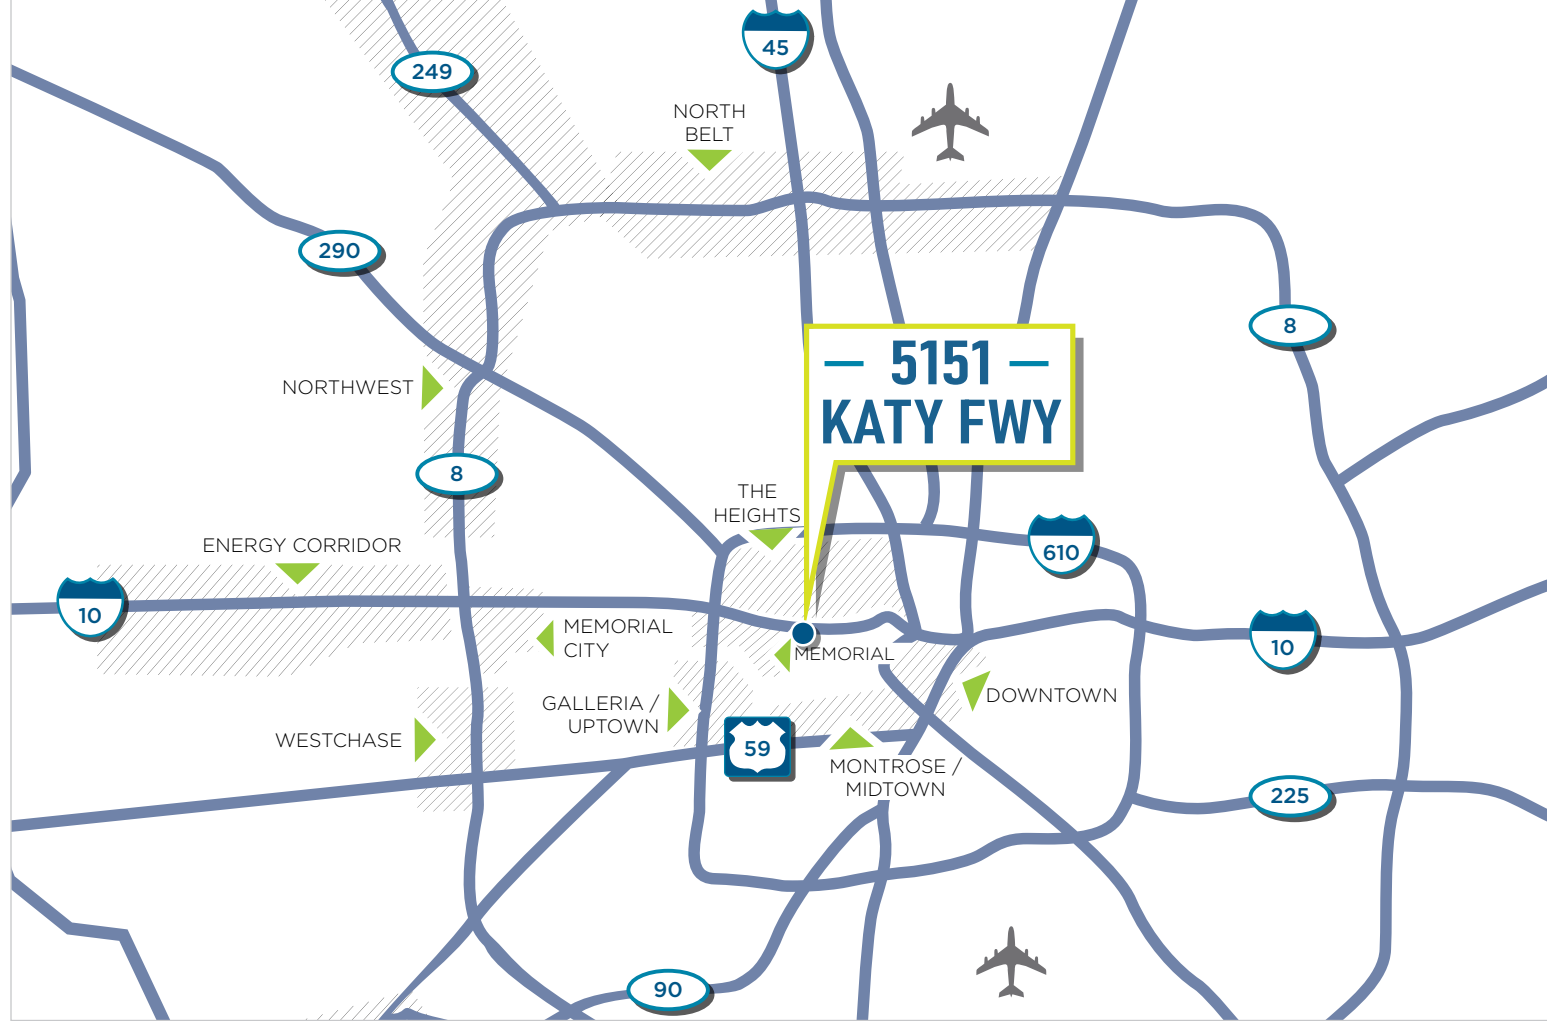 45
249
NORTH
BELT
290
8
5151
KATY FWY
NORTHWEST
8
THE
HEIGHTS
610
ENERGY CORRIDOR
10
MEMORIAL
CITY
MEMORIAL
10
GALLERIA /
UPTOWN
DOWNTOWN
WESTCHASE
59
MONTROSE /
MIDTOWN
225
90